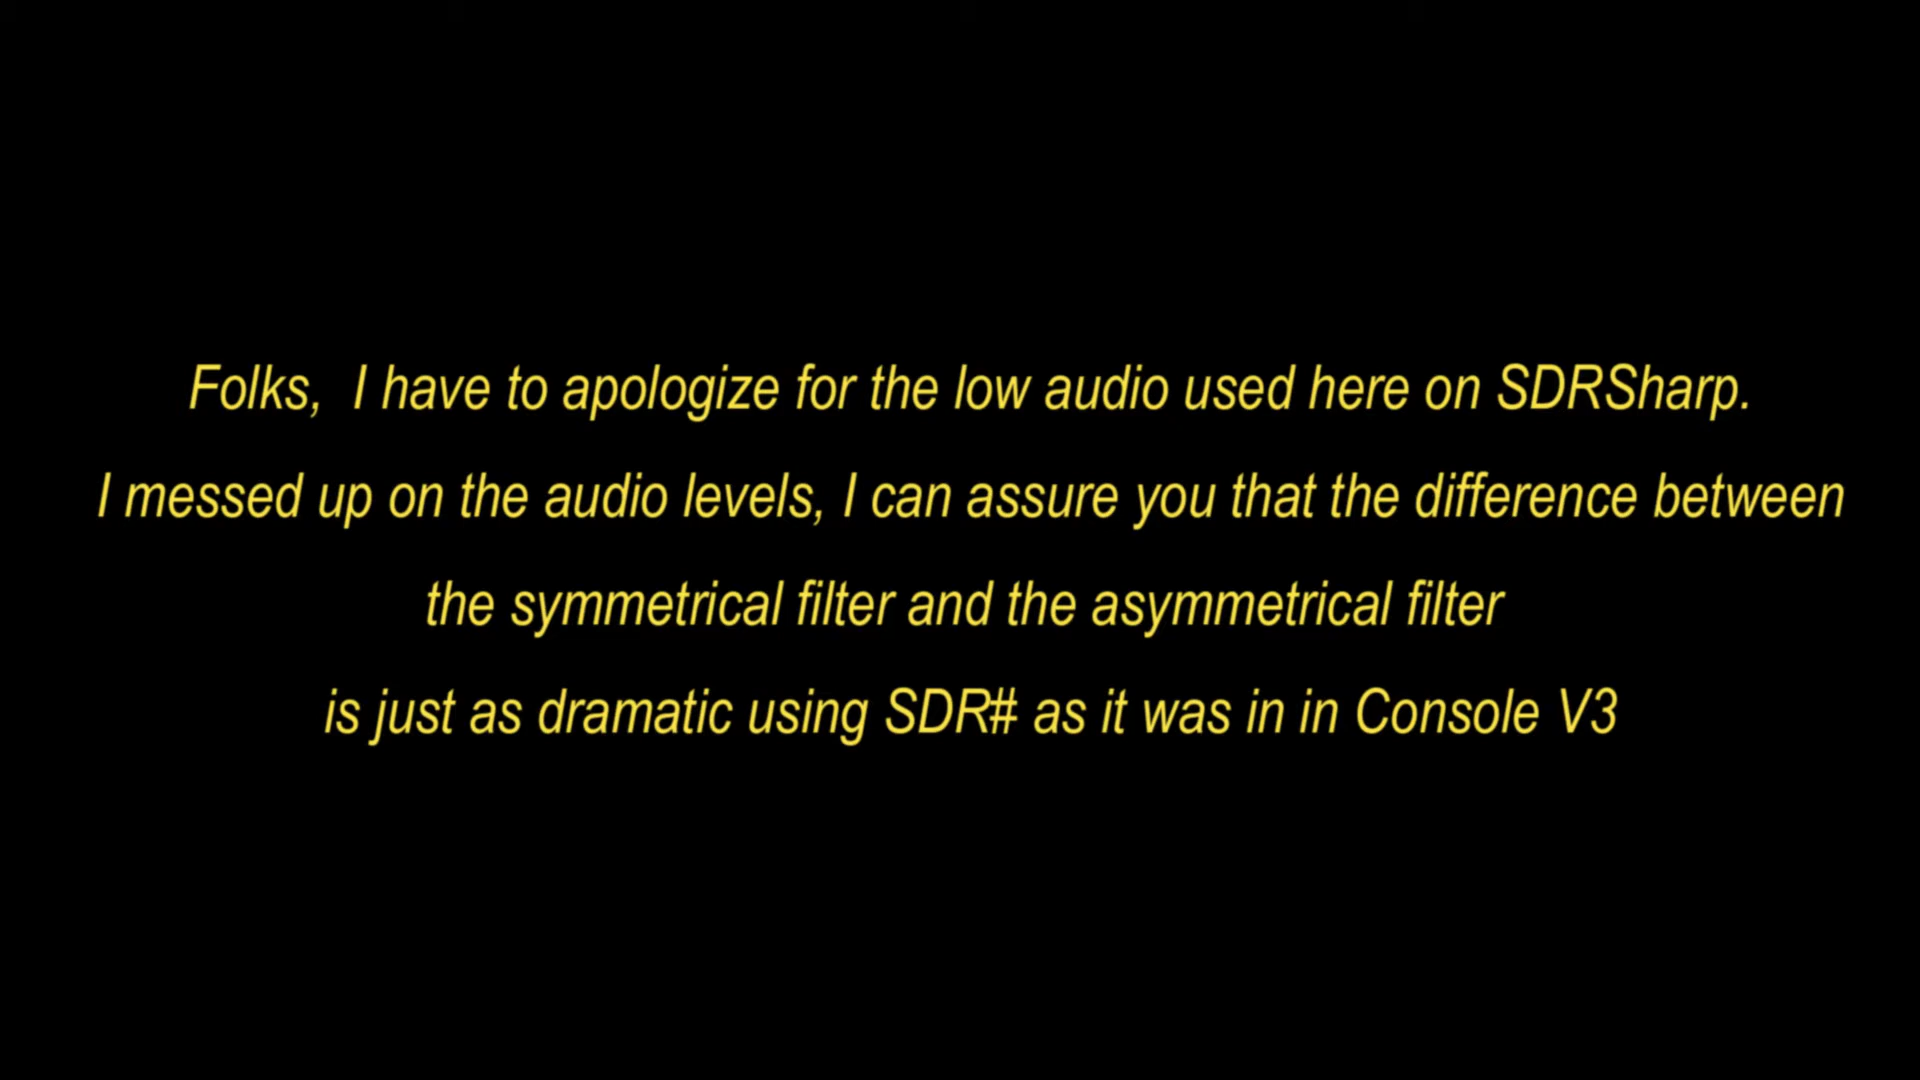 Folks,  I have to apologize for the low audio used here on SDRSharp.
I messed up on the audio levels, I can assure you that the difference between
the symmetrical filter and the asymmetrical filter
is just as dramatic using SDR# as it was in in Console V3